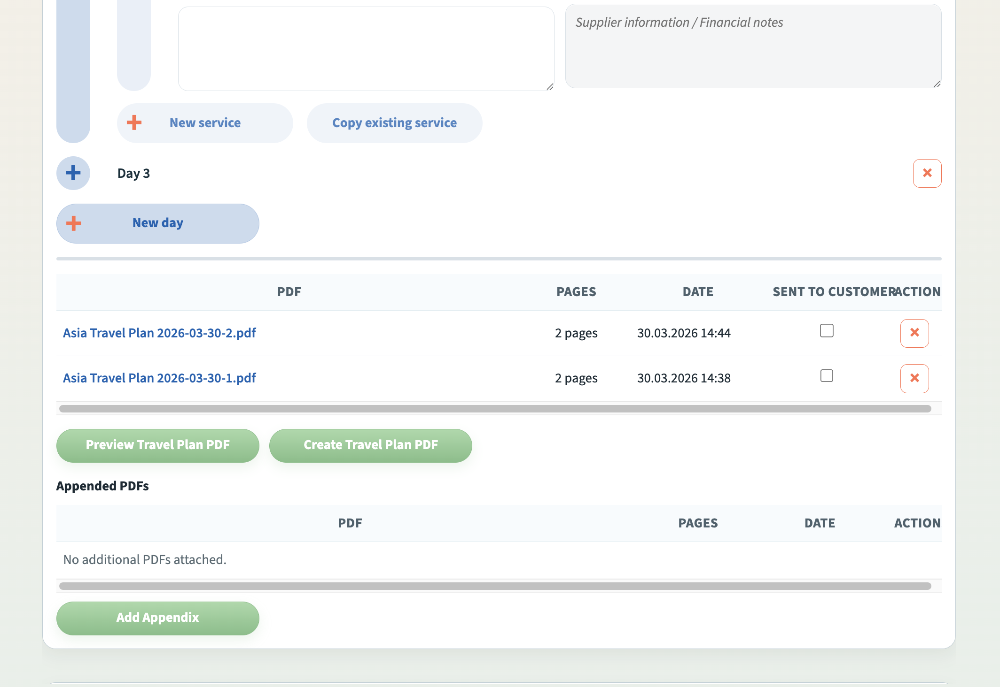 Supplier information / Financial notes
New service
Copy existing service
Day 3
New day
PDF PAGES DATE SENT TO CUSTOMER ACTION
Asia Travel Plan 2026-03-30-2.pdf 2 pages 30.03.2026 14:44
Asia Travel Plan 2026-03-30-1.pdf 2 pages 30.03.2026 14:38
Preview Travel Plan PDF
Create Travel Plan PDF
Appended PDFs
PDF PAGES DATE ACTION
No additional PDFs attached.
Add Appendix